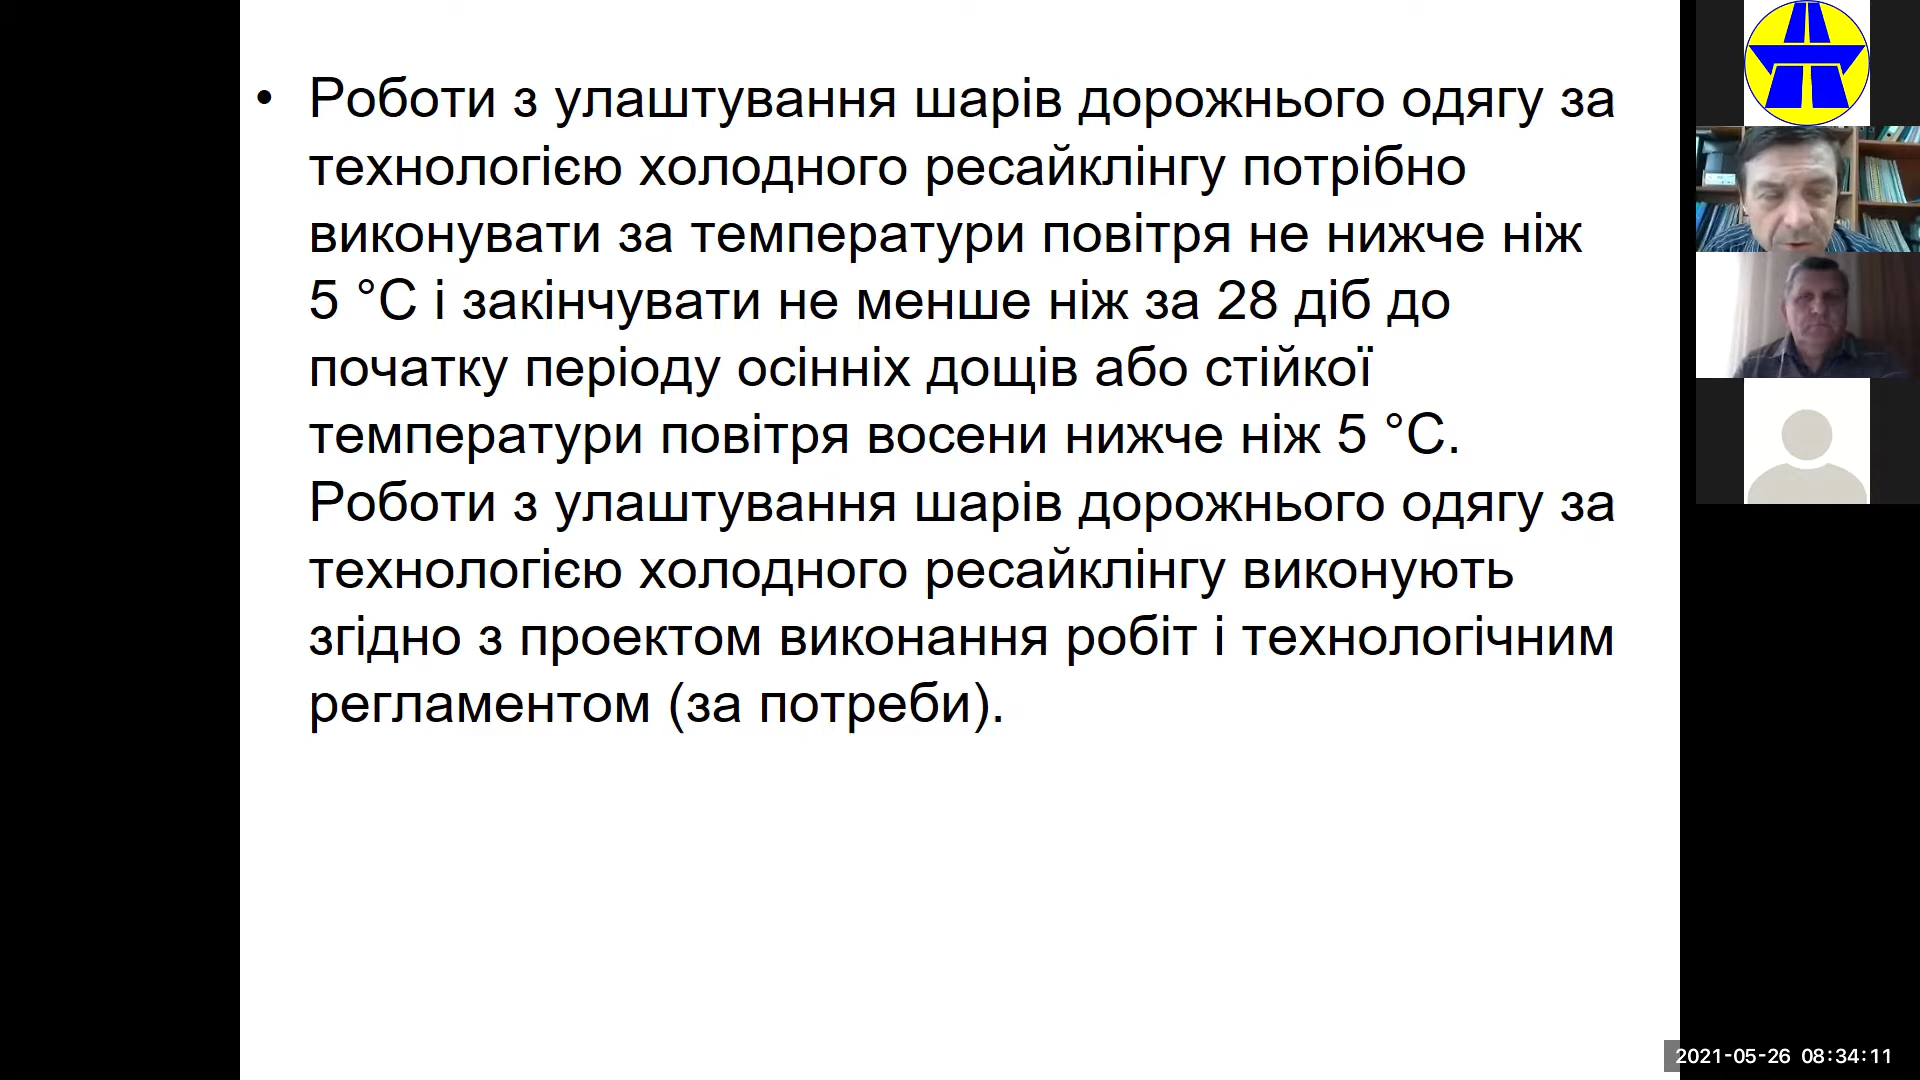 • Роботи з улаштування шарів дорожнього одягу за
технологією холодного ресайклінгу потрібно
виконувати за температури повітря не нижче ніж
5 °С і закінчувати не менше ніж за 28 діб до
початку періоду осінніх дощів або стійкої
температури повітря восени нижче ніж 5 °С.
Роботи з улаштування шарів дорожнього одягу за
технологією холодного ресайклінгу виконують
згідно з проектом виконання робіт і технологічним
регламентом (за потреби).
2021-05-26 08:34:11